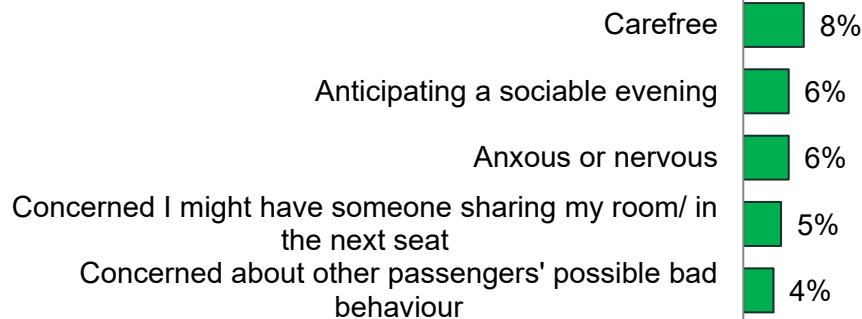 Carefree 8%
Anticipating a sociable evening 6%
Anxous or nervous 6%
Concerned I might have someone sharing my room/ in
the next seat 5%
Concerned about other passengers' possible bad
behaviour 4%